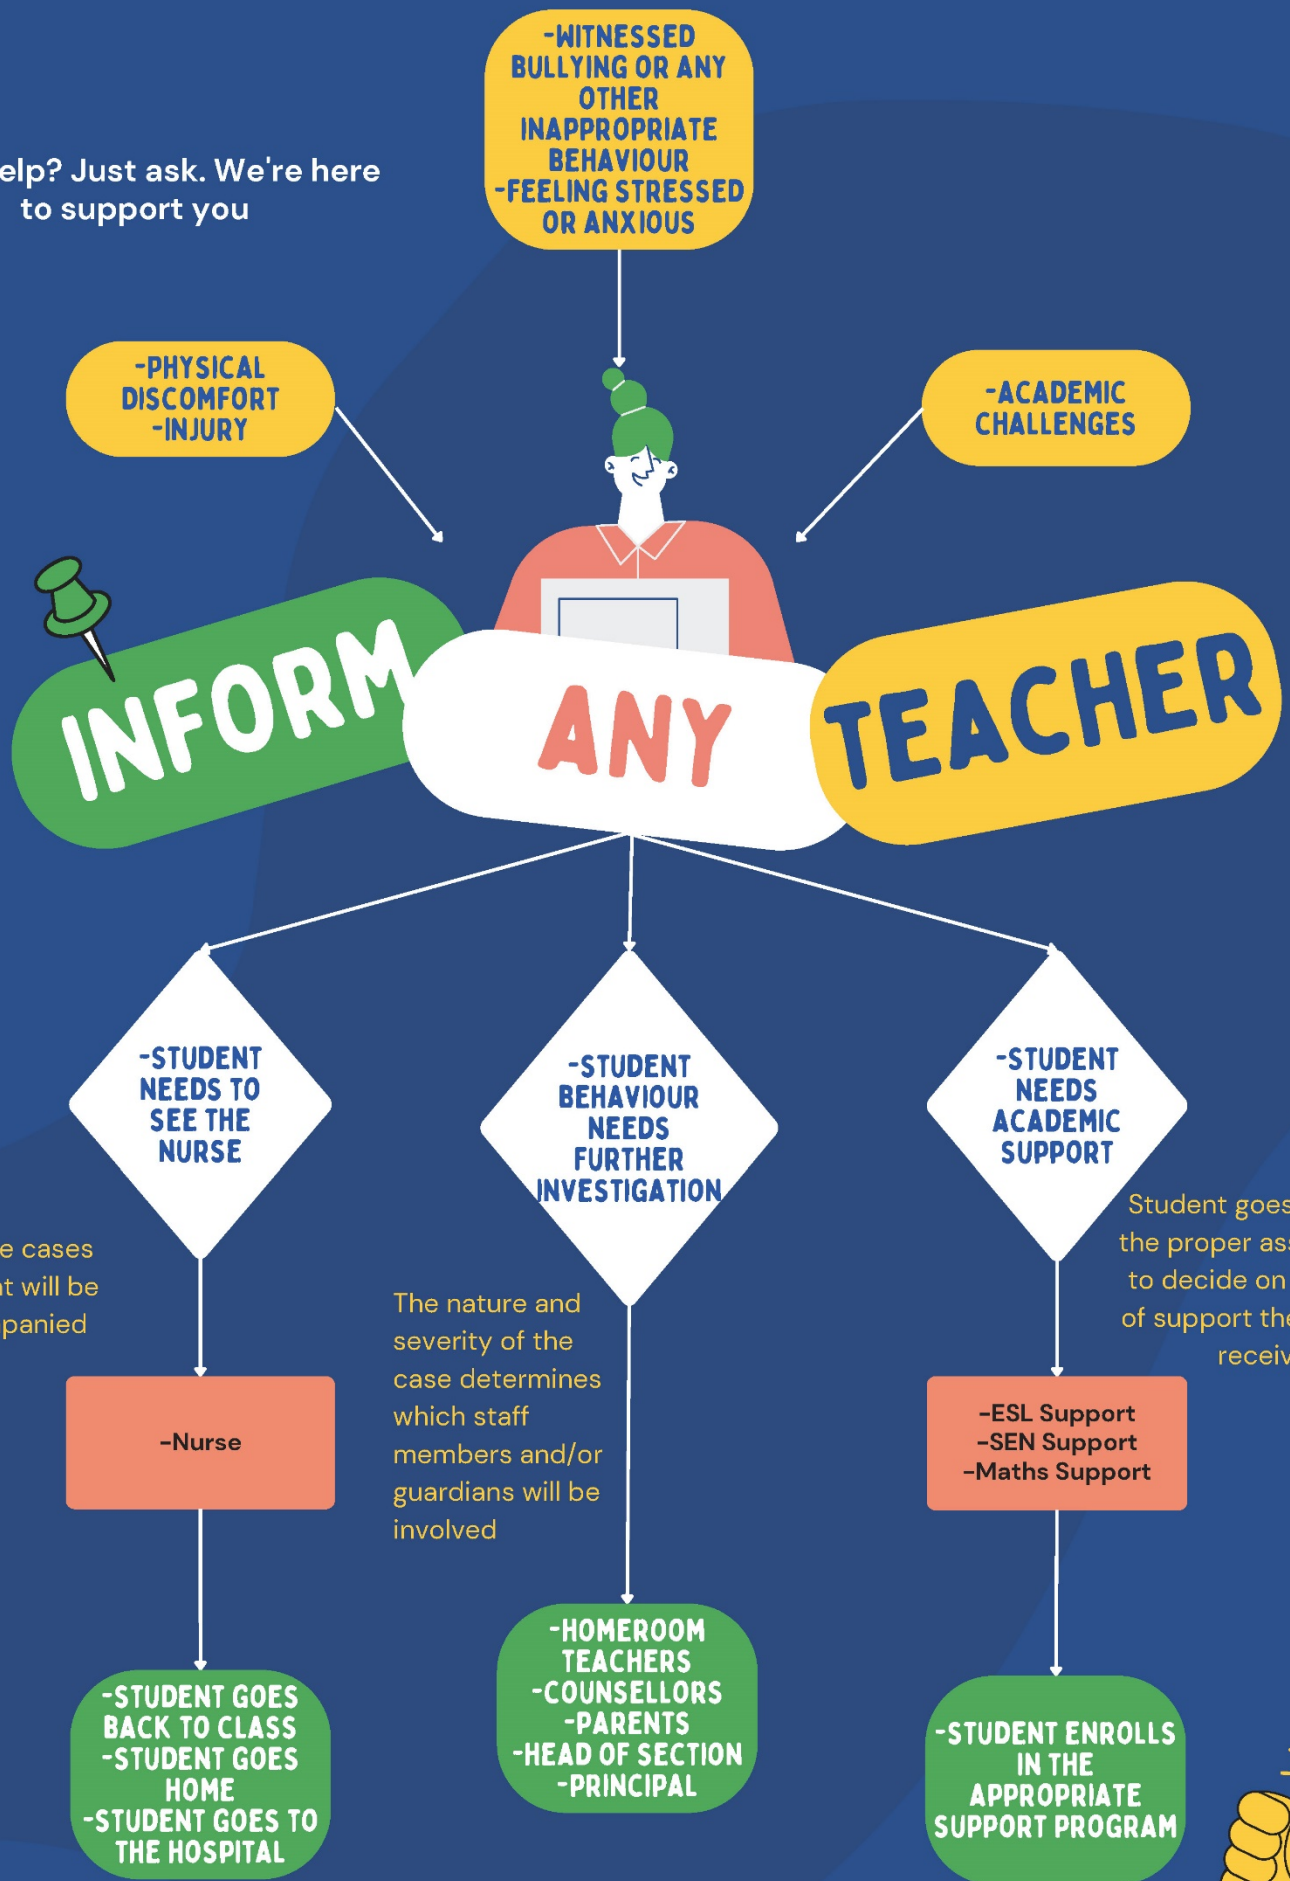 -WITNESSED
BULLYING OR ANY
OTHER
INAPPROPRIATE
BEHAVIOUR
-FEELING STRESSED
OR ANXIOUS
Just ask. We're here
to support you
-PHYSICAL
DISCOMFORT
-INJURY
-ACADEMIC
CHALLENGES
INFORM
ANY
TEACHER
-STUDENT
NEEDS TO
SEE THE
NURSE
-STUDENT
BEHAVIOUR
NEEDS
FURTHER
INVESTIGATION
-STUDENT
NEEDS
ACADEMIC
SUPPORT
cases
will be
The nature and
severity of the
case determines
which staff
members and/or
guardians will be
involved
Student goes
the proper
to decide on
of support
-Nurse
-ESL Support
-SEN Support
-Maths Support
-STUDENT GOES
BACK TO CLASS
-STUDENT GOES
HOME
-STUDENT GOES TO
THE HOSPITAL
-HOMEROOM
TEACHERS
-COUNSELLORS
-PARENTS
-HEAD OF SECTION
-PRINCIPAL
-STUDENT ENROLLS
IN THE
APPROPRIATE
SUPPORT PROGRAM